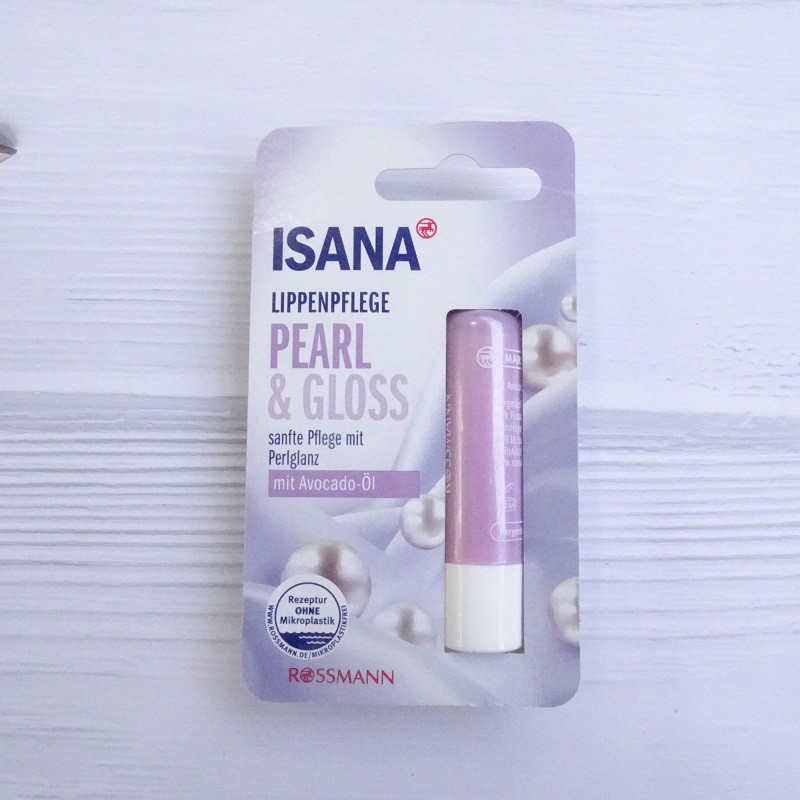 ISANA
LIPPENPFLEGE
PEARL
& GLOSS
sanfte Pflege mit
Perlglanz
mit Avocado-Öl
ROSSMANN
Rezeptur
OHNE
Mikroplastik
WWW.ROSSMANN.DE/MIKROPLASTIKFREI
ROSSMANN